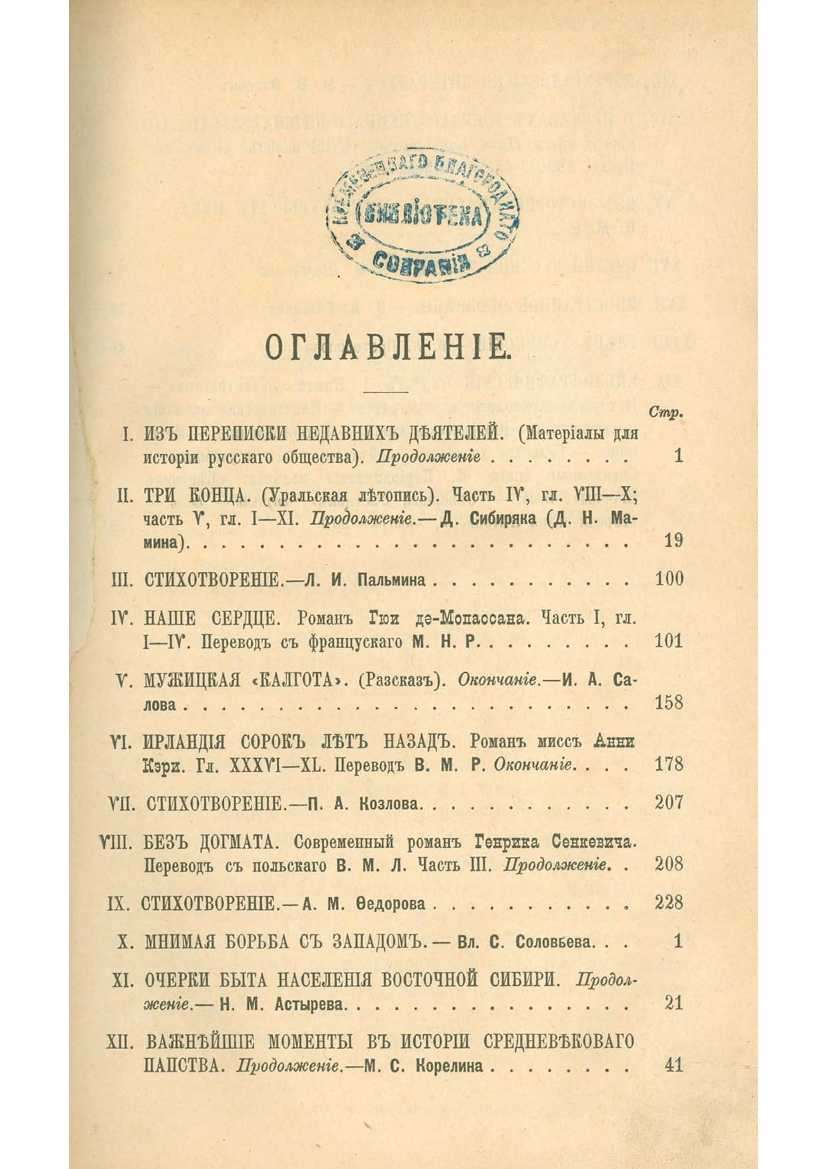 КРЕМЕНЕЦКАГО БЛАГОРОДНАГО
БИБЛІОТЕКА
СОБРАНІЯ
ОГЛАВЛЕНІЕ.
Стр.
I. ИЗЪ ПЕРЕПИСКИ НЕДАВНИХЪ ДѢЯТЕЛЕЙ. (Матеріалы для
исторіи русскаго общества). Продолженіе . . . . . . . . 1
II. ТРИ КОНЦА. (Уральская лѣтопись). Часть IV, гл. VIII—X;
часть V, гл. I—XI. Продолженіе.—Д. Сибиряка (Д. Н. Ма-
мина). . . . . . . . . . . . . . . . . . . . . . . . 19
III. СТИХОТВОРЕНІЕ.—Л. И. Пальмина . . . . . . . . . . . 100
IV. НАШЕ СЕРДЦЕ. Романъ Гюи де-Мопассана. Часть I, гл.
I—IV. Переводъ съ французскаго М. Н. Р. . . . . . . . . 101
V. МУЖИЦКАЯ «КАЛГОТА». (Разсказъ). Окончаніе.—И. А. Са-
лова . . . . . . . . . . . . . . . . . . . . . . . . 158
VI. ИРЛАНДІЯ СОРОКЪ ЛѢТЪ НАЗАДЪ. Романъ миссъ Анни
Кэри. Гл. XXXVI—XL. Переводъ В. М. Р. Окончаніе. . . . 178
VII. СТИХОТВОРЕНІЕ.—П. А. Козлова. . . . . . . . . . . . 207
VIII. БЕЗЪ ДОГМАТА. Современный романъ Генрика Сенкевича.
Переводъ съ польскаго В. М. Л. Часть III. Продолженіе. . 208
IX. СТИХОТВОРЕНІЕ.—А. М. Ѳедорова . . . . . . . . . . . 228
X. МНИМАЯ БОРЬБА СЪ ЗАПАДОМЪ.— Вл. С. Соловьева. . . 1
XI. ОЧЕРКИ БЫТА НАСЕЛЕНІЯ ВОСТОЧНОЙ СИБИРИ. Продол-
женіе.— Н. М. Астырева. . . . . . . . . . . . . . . . 21
XII. ВАЖНѢЙШІЕ МОМЕНТЫ ВЪ ИСТОРІИ СРЕДНЕВѢКОВАГО
ПАПСТВА. Продолженіе.—М. С. Корелина . . . . . . . . 41